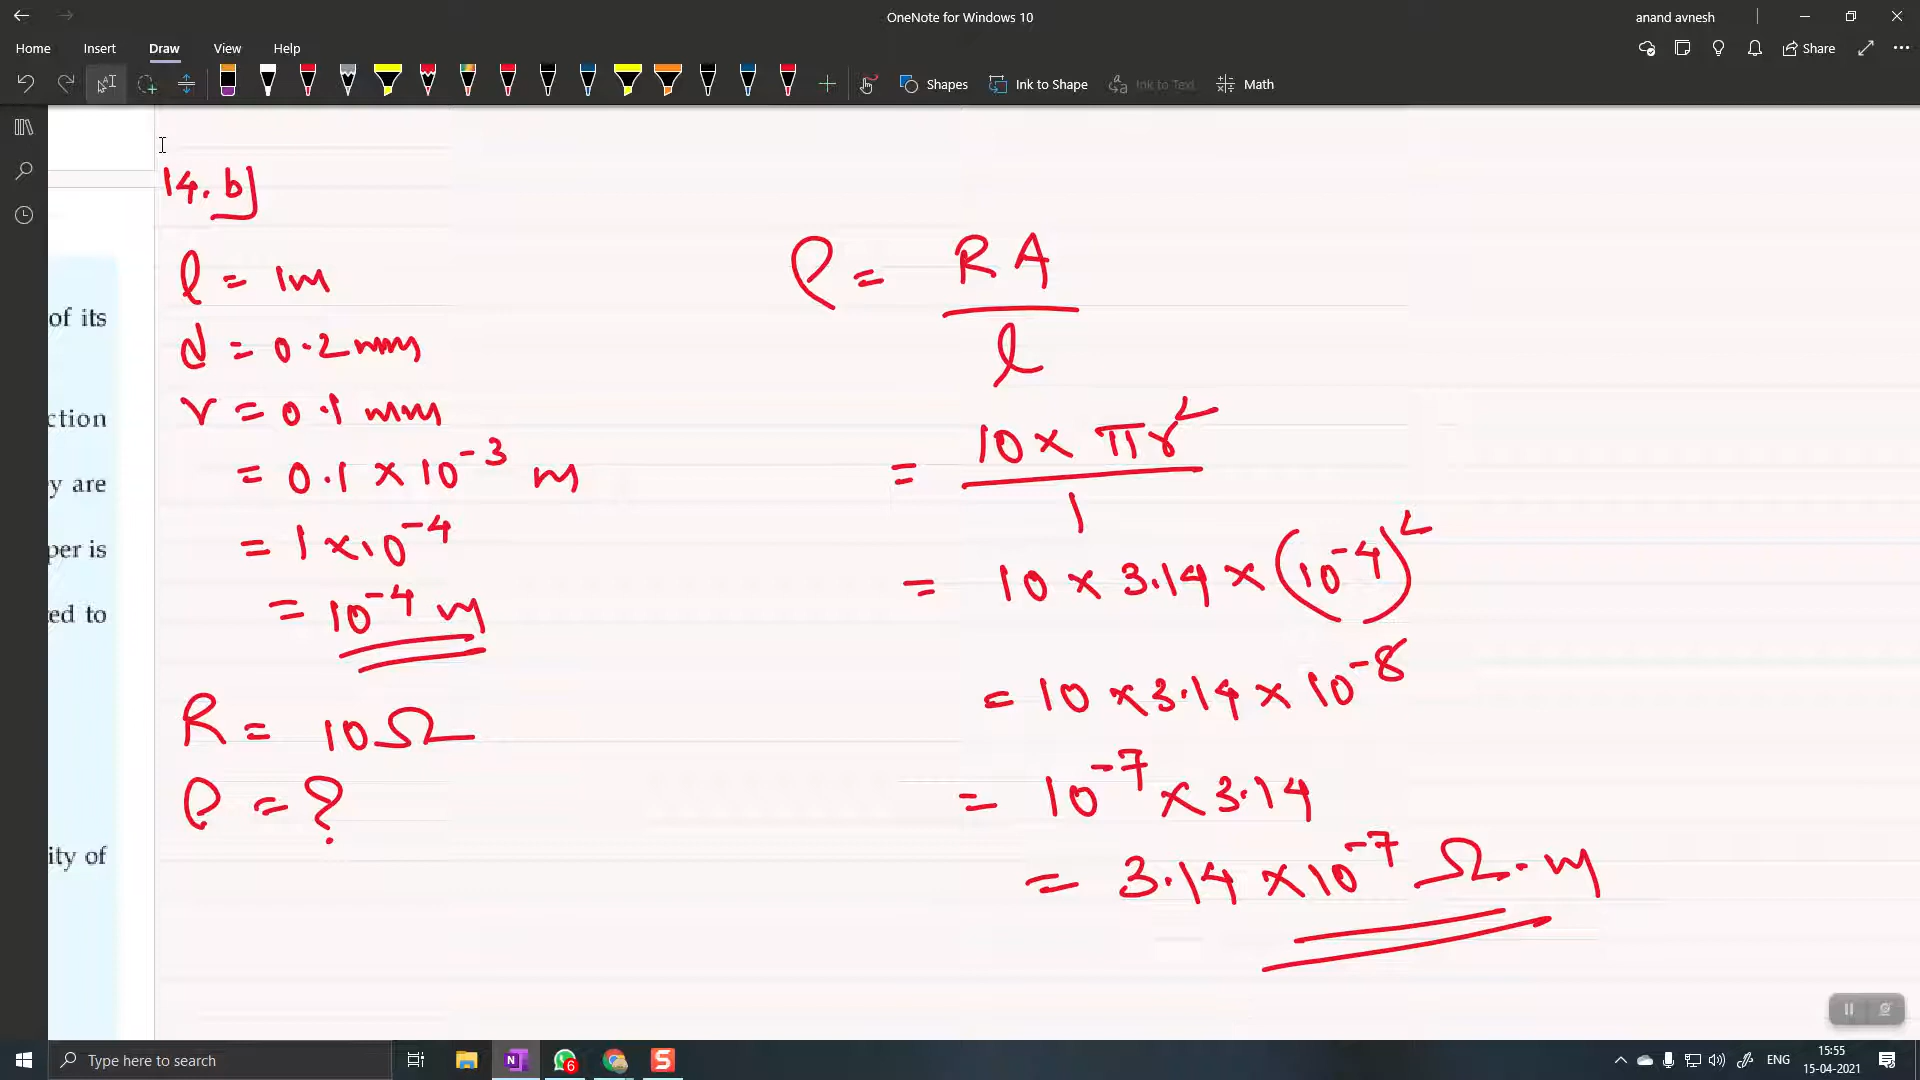 OneNote for Windows 10
anand avnesh
Home Insert Draw View Help
Share
Shapes Ink to Shape Ink to Text Math
of its
ction
y are
per is
ed to
ity of
14. b]
l = 1m
d = 0.2 mm
r = 0.1 mm
= 0.1 × 10⁻³ m
= 1 × 10⁻⁴
= 10⁻⁴ m
R = 10Ω
ρ = ?
ρ = RA / l
= 10 × πr² / 1
= 10 × 3.14 × (10⁻⁴)²
= 10 × 3.14 × 10⁻⁸
= 10⁻⁷ × 3.14
= 3.14 × 10⁻⁷ Ω·m
Type here to search
6
ENG
15:55
15-04-2021